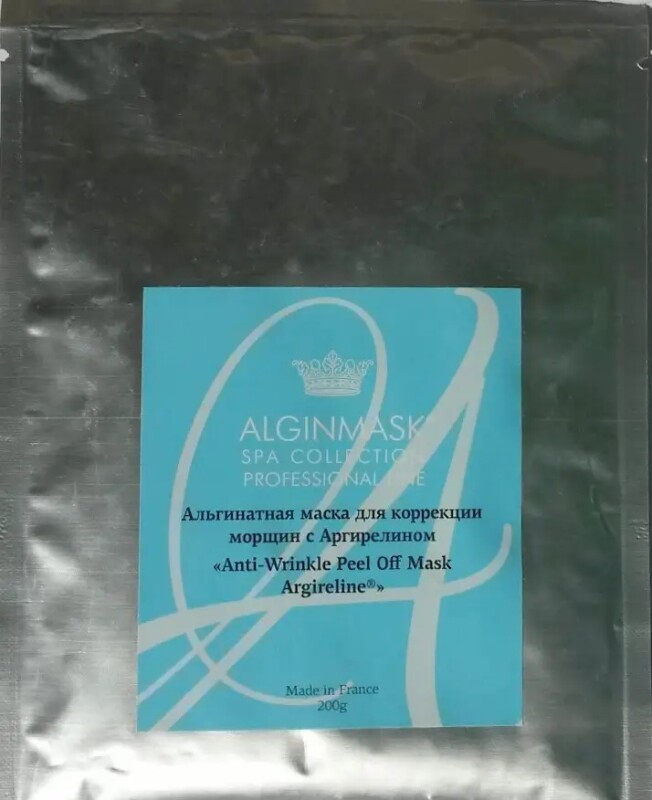 ALGINMASK
SPA COLLECTION
PROFESSIONAL LINE
Альгинатная маска для коррекции
морщин с Аргирелином
«Anti-Wrinkle Peel Off Mask
Argireline®»
Made in France
200g